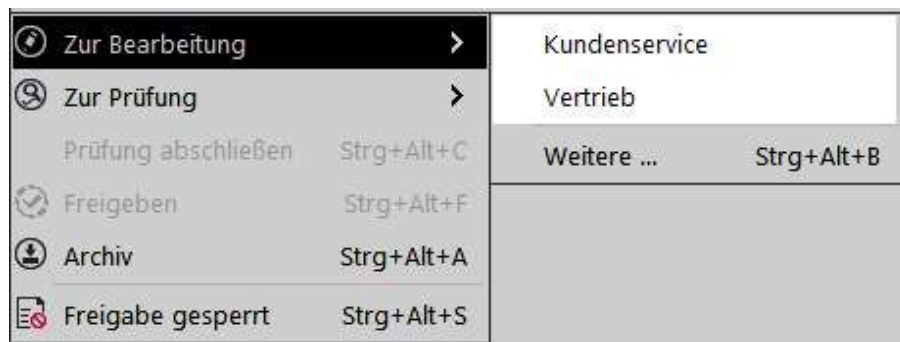 Zur Bearbeitung
Zur Prüfung
Prüfung abschließen Strg+Alt+C
Freigeben Strg+Alt+F
Archiv Strg+Alt+A
Freigabe gesperrt Strg+Alt+S
Kundenservice
Vertrieb
Weitere ... Strg+Alt+B